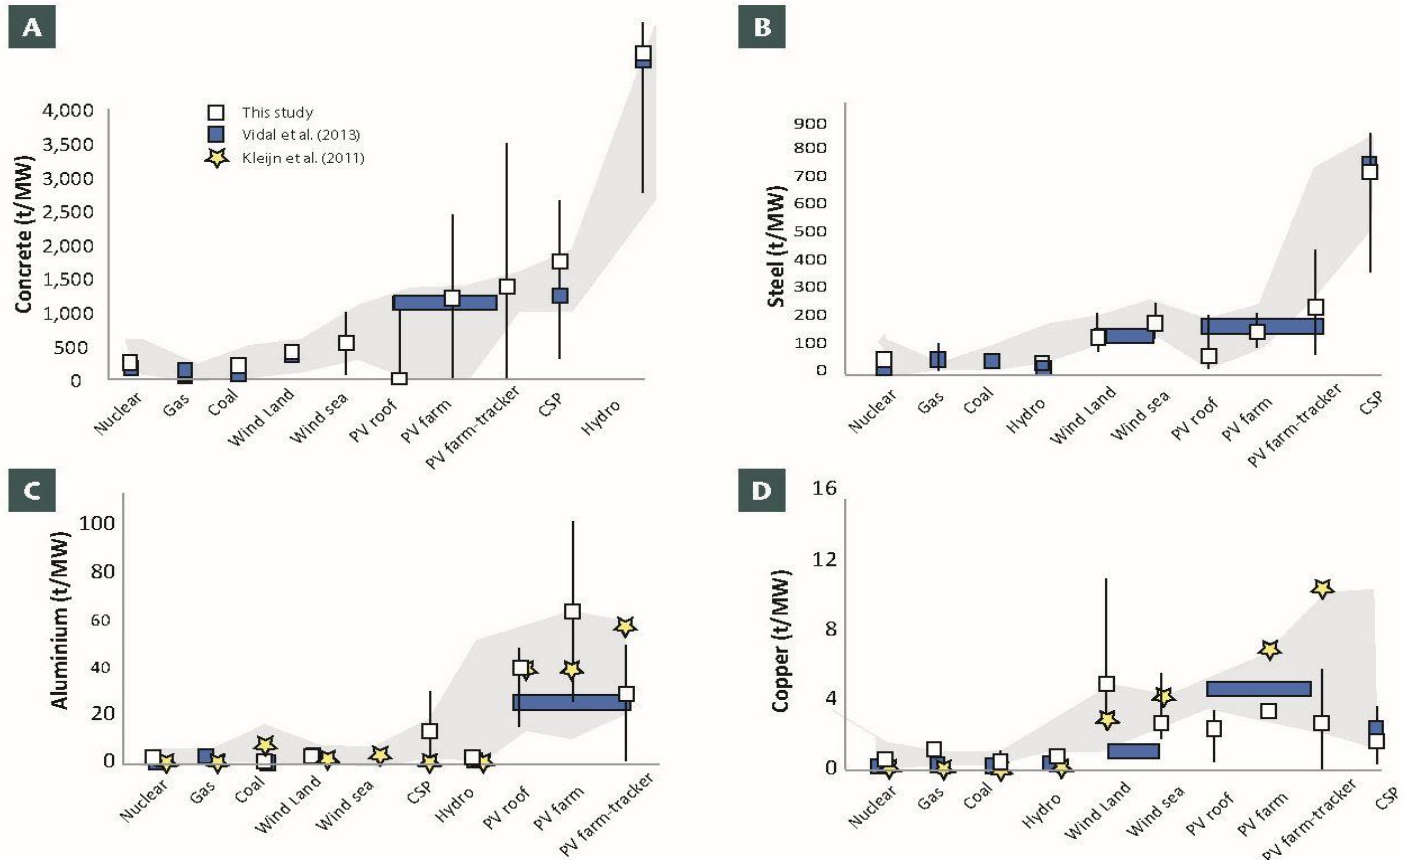 A
Concrete (t/MW)
4,000
3,500
3,000
2,500
2,000
1,500
1,000
500
0
This study
Vidal et al. (2013)
Kleijn et al. (2011)
Nuclear
Gas
Coal
Wind Land
Wind sea
PV roof
PV farm
PV farm-tracker
CSP
Hydro
B
Steel (t/MW)
900
800
700
600
500
400
300
200
100
0
Nuclear
Gas
Coal
Hydro
Wind Land
Wind sea
PV roof
PV farm
PV farm-tracker
CSP
C
Aluminium (t/MW)
100
80
60
40
20
0
Nuclear
Gas
Coal
Wind Land
Wind sea
CSP
Hydro
PV roof
PV farm
PV farm-tracker
D
Copper (t/MW)
16
12
8
4
0
Nuclear
Gas
Coal
Hydro
Wind Land
Wind sea
PV roof
PV farm
PV farm-tracker
CSP